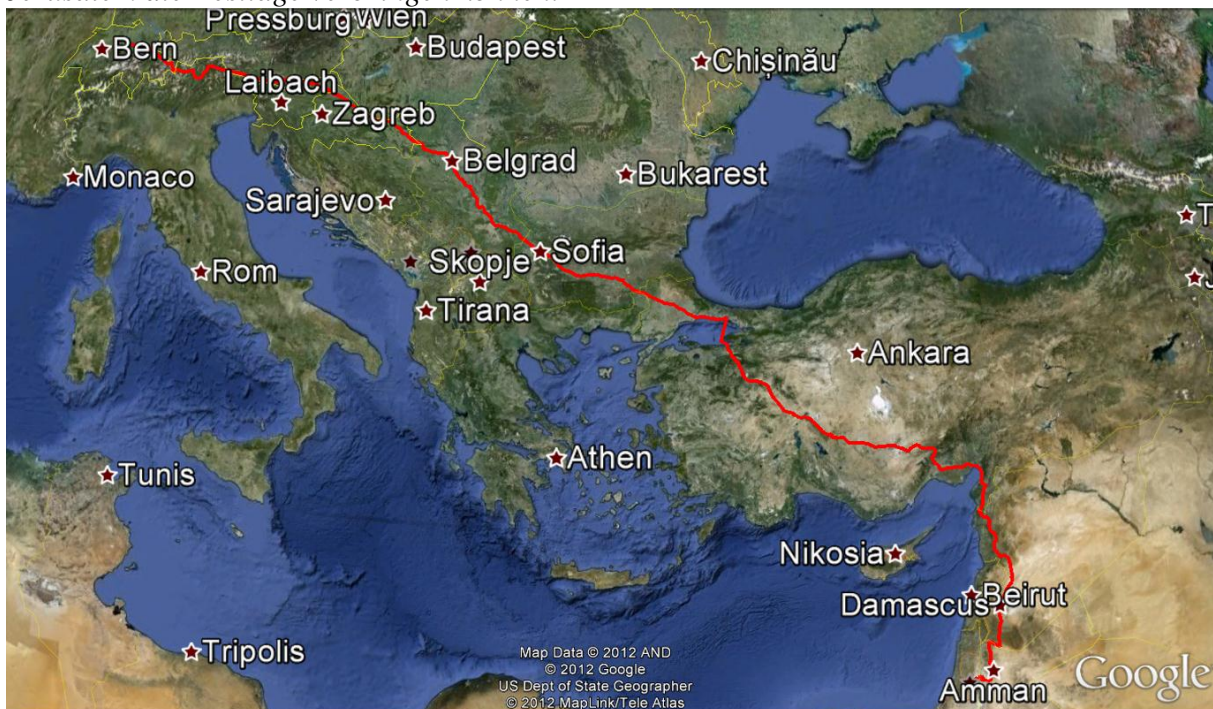 Pressburg Wien
Bern
Budapest
Chișinău
Laibach
Zagreb
Belgrad
Monaco
Bukarest
Sarajevo
Sofia
Skopje
Rom
Tirana
Ankara
Athen
Tunis
Nikosia
Beirut
Damascus
Tripolis
Map Data © 2012 AND
© 2012 Google
US Dept of State Geographer
© 2012 MapLink/Tele Atlas
Amman
Google